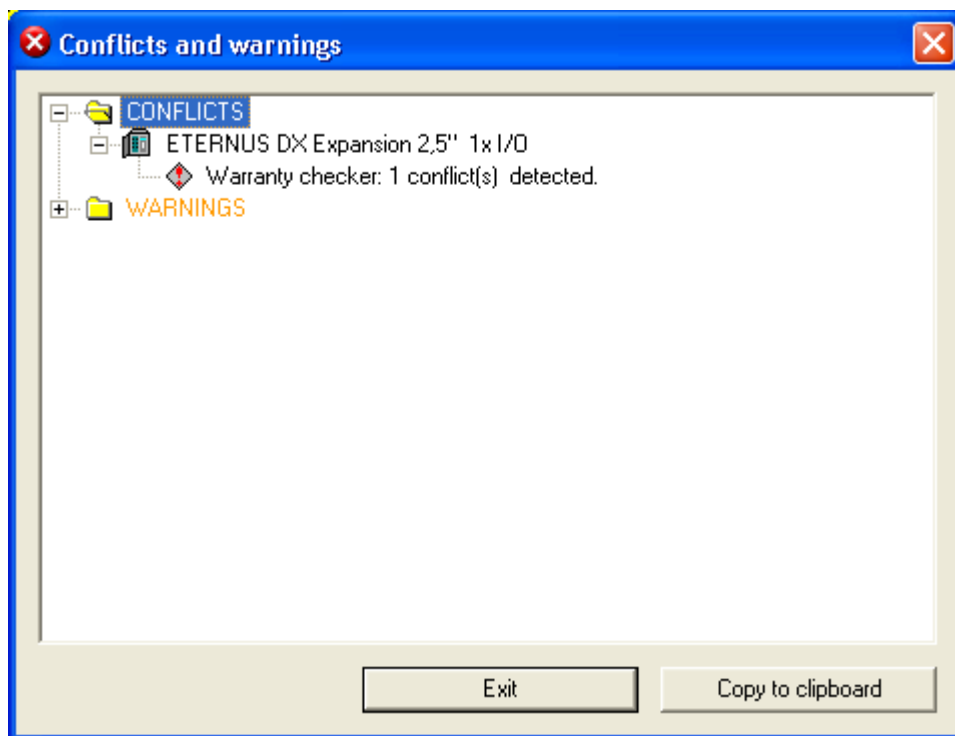 Conflicts and warnings
CONFLICTS
ETERNUS DX Expansion 2,5'' 1x I/O
Warranty checker: 1 conflict(s) detected.
WARNINGS
Exit
Copy to clipboard